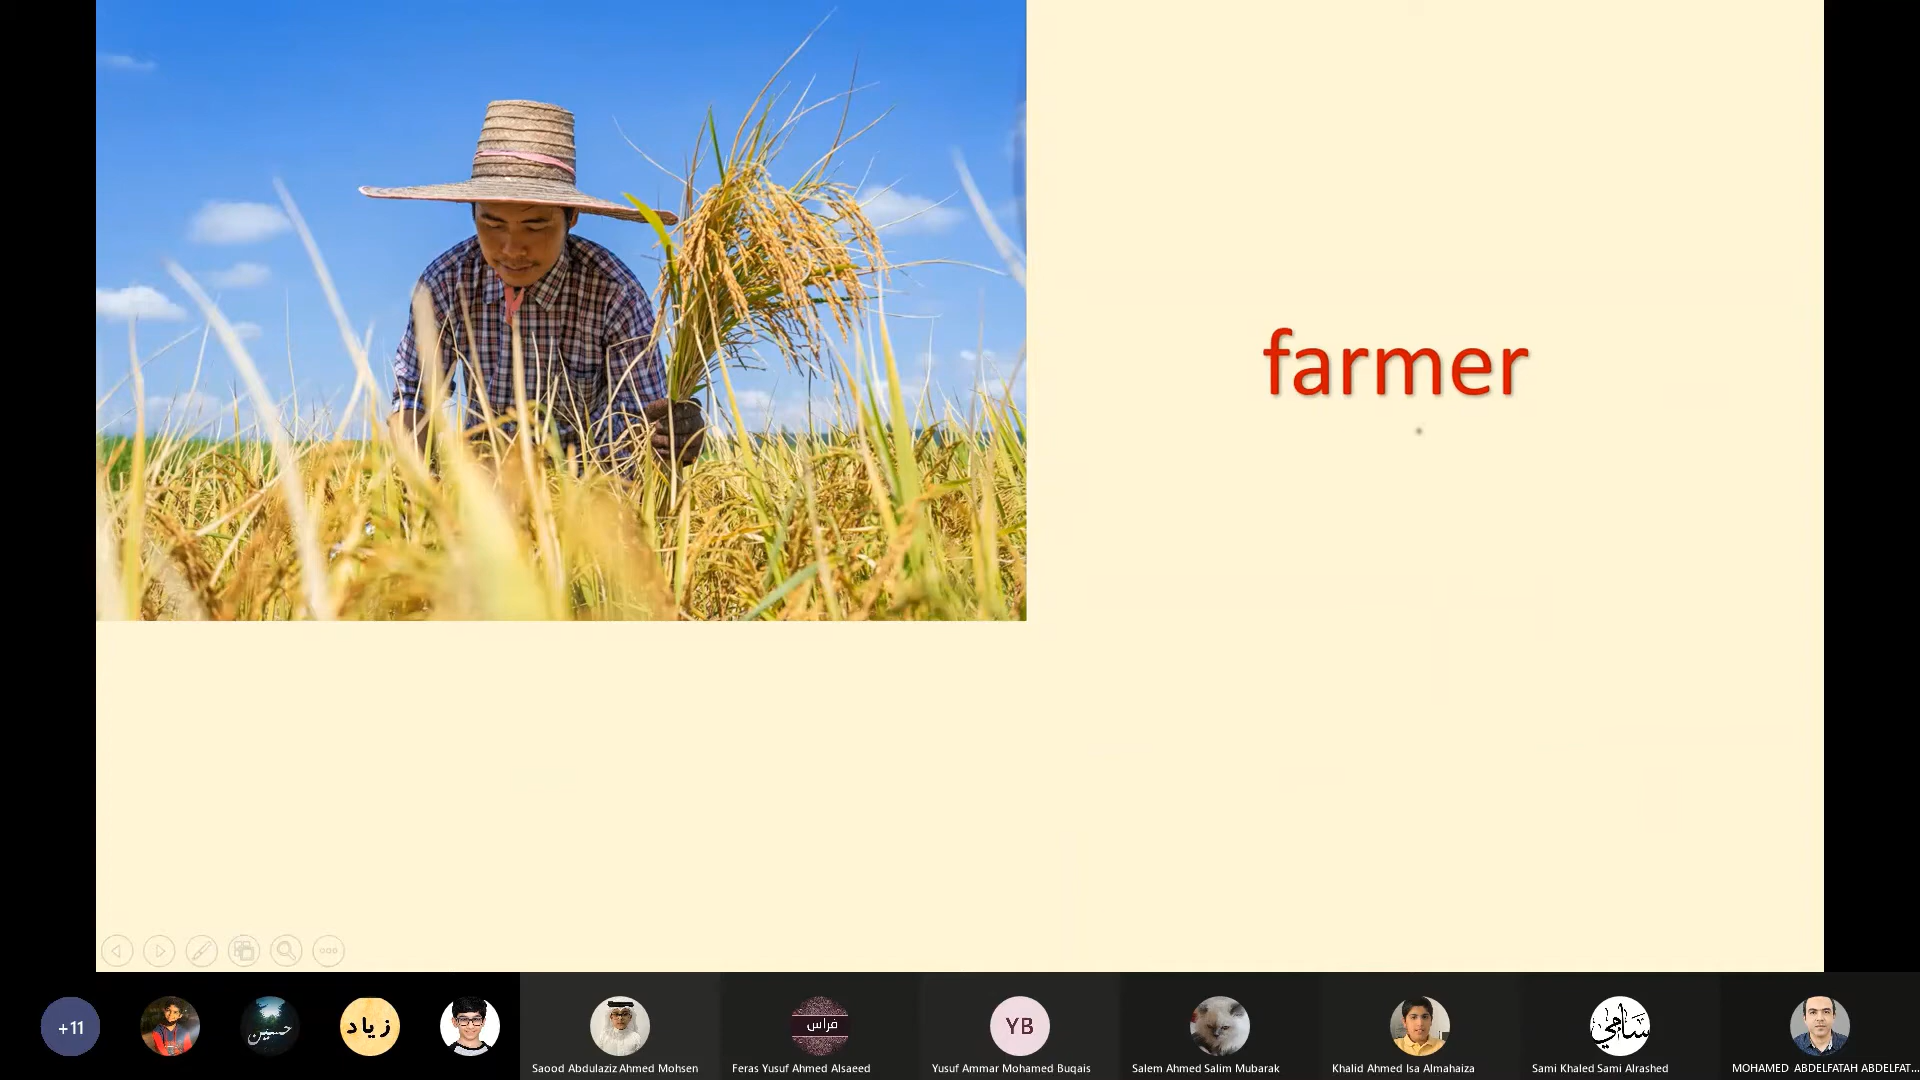 farmer
+11
حسين
زياد
فراس
YB
سامي
Saood Abdulaziz Ahmed Mohsen
Feras Yusuf Ahmed Alsaeed
Yusuf Ammar Mohamed Buqais
Salem Ahmed Salim Mubarak
Khalid Ahmed Isa Almahaiza
Sami Khaled Sami Alrashed
MOHAMED ABDELFATAH ABDELFAT...